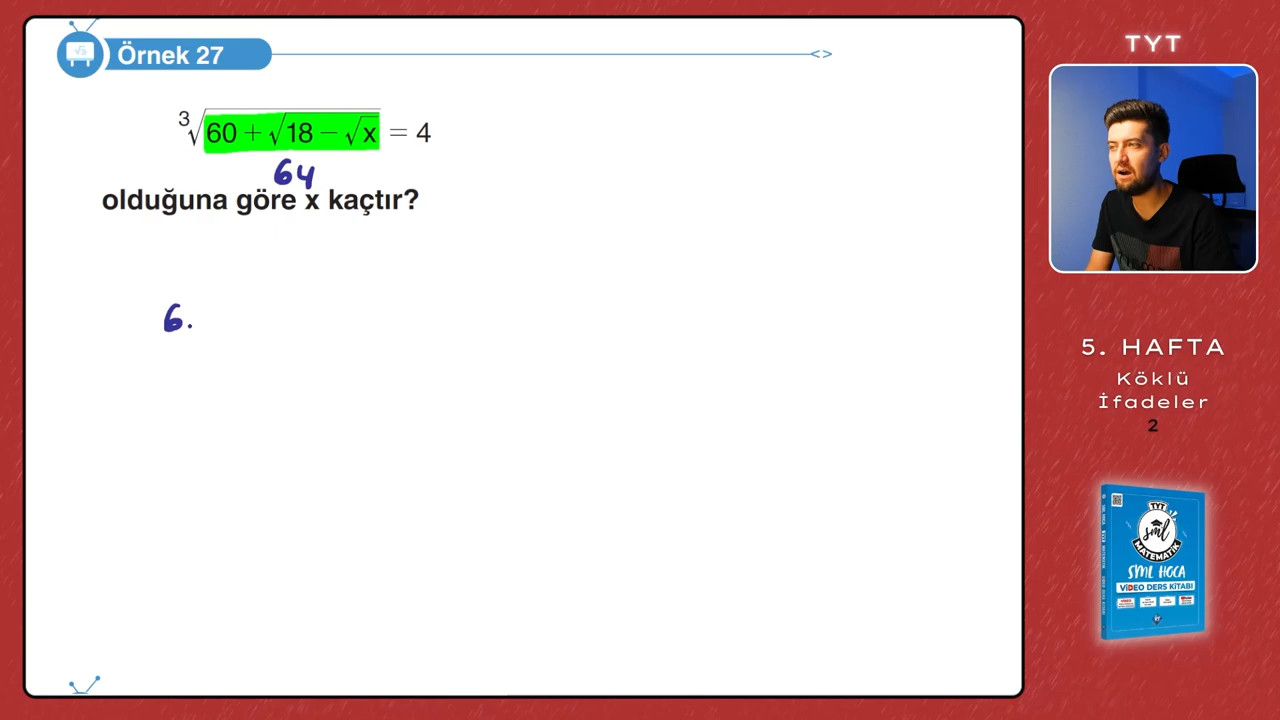 TYT
Örnek 27
<>
∛(60 + √(18 − √x)) = 4
64
olduğuna göre x kaçtır?
6.
5. HAFTA
Köklü
İfadeler
2
TYT
sml
MATEMATİK
SML HOCA
VİDEO DERS KİTABI